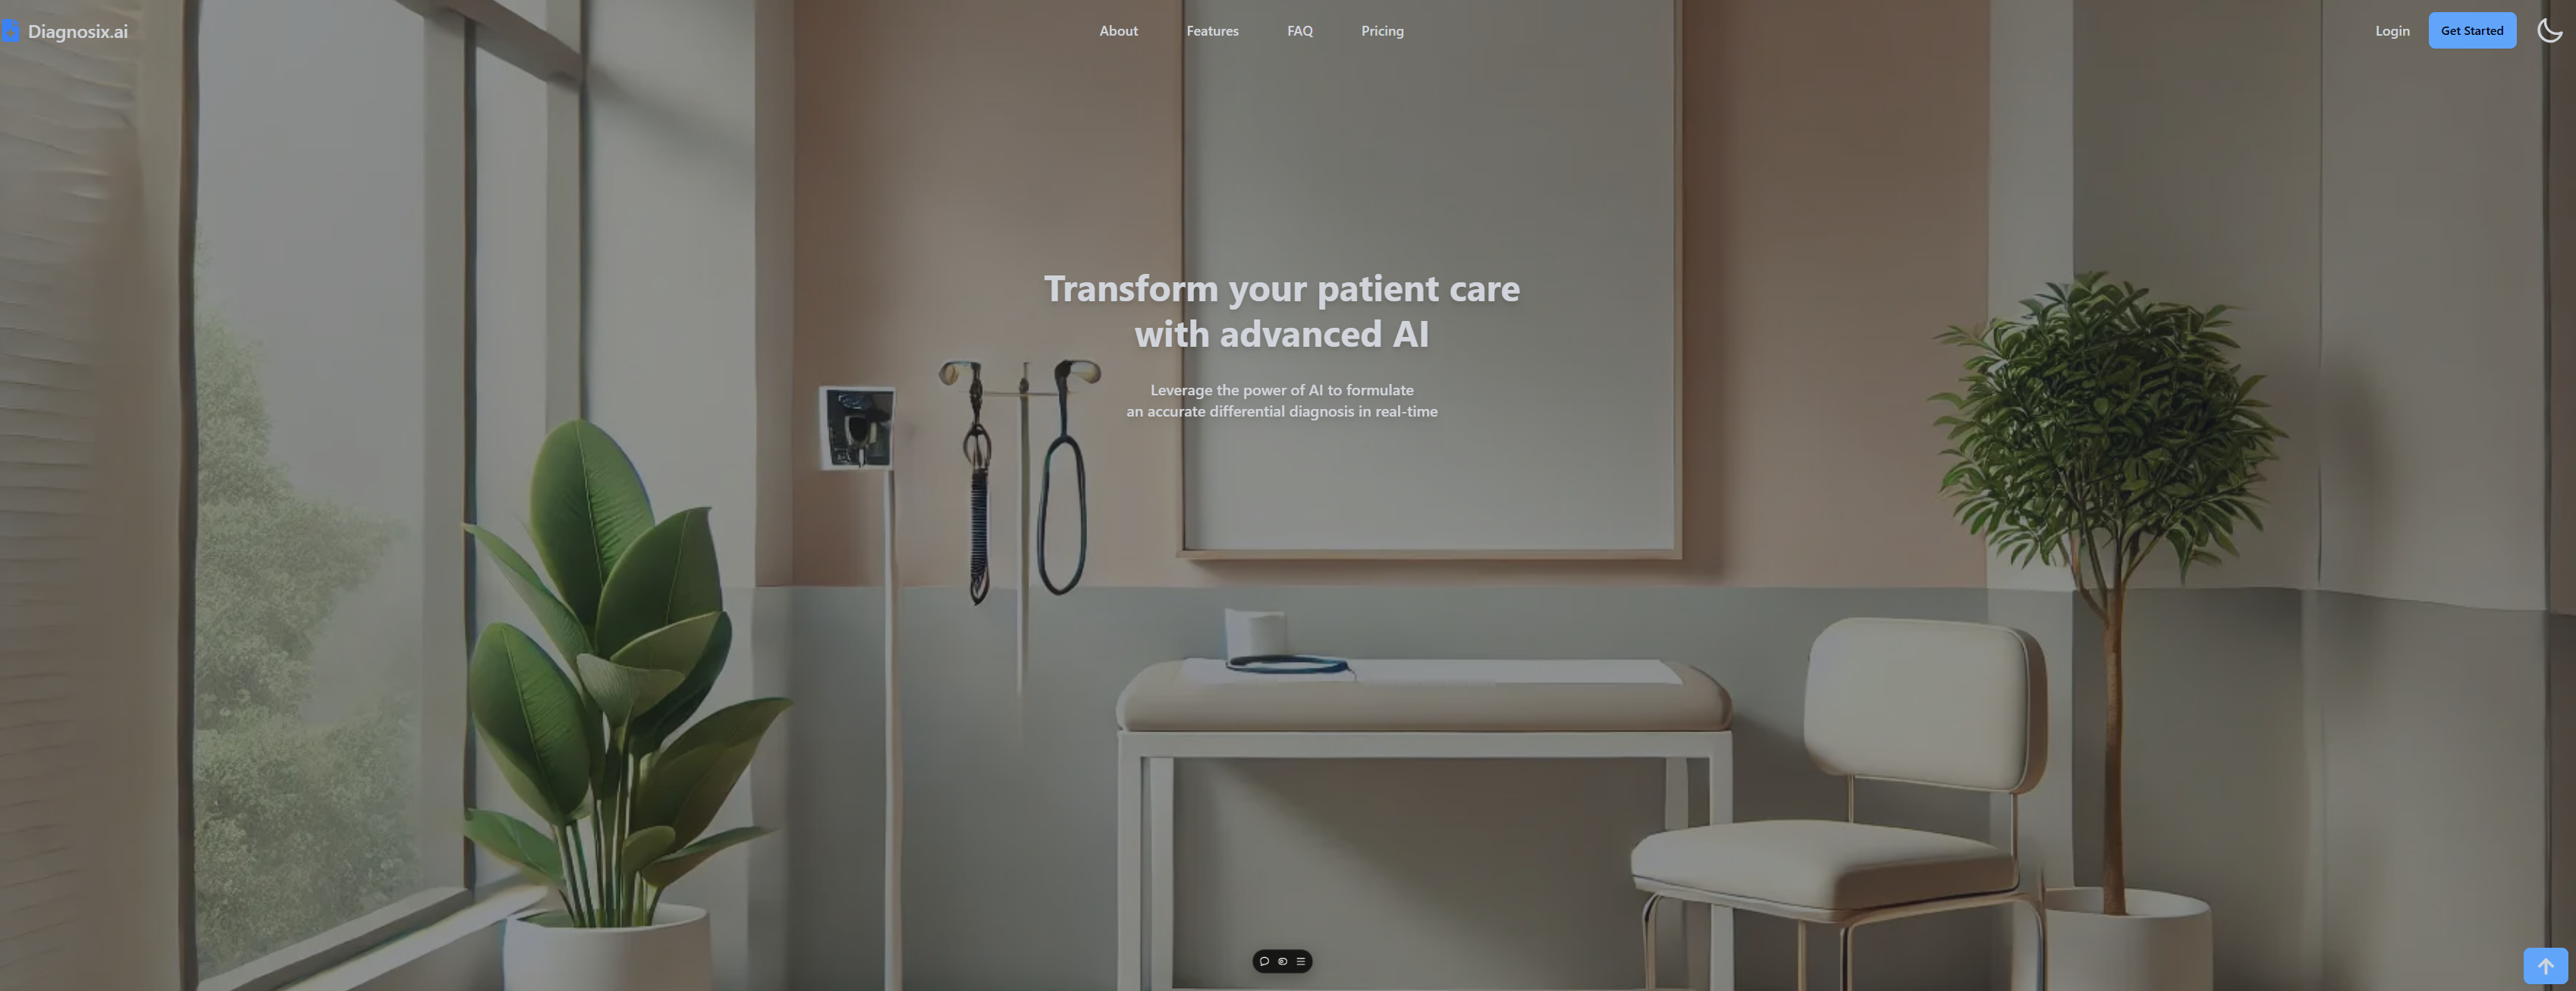 Diagnosix.ai
About
Features
FAQ
Pricing
Login
Get Started
Transform your patient care
with advanced AI
Leverage the power of AI to formulate
an accurate differential diagnosis in real-time